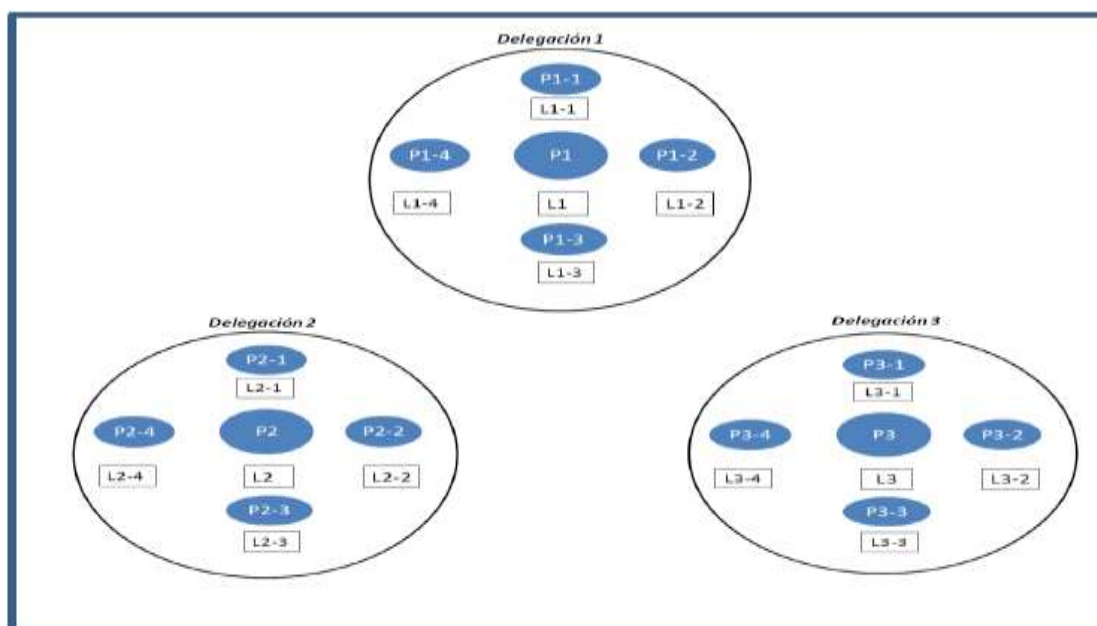 Delegación 1
P1-1
L1-1
P1-4
P1
P1-2
L1-4
L1
L1-2
P1-3
L1-3
Delegación 2
P2-1
L2-1
P2-4
P2
P2-2
L2-4
L2
L2-2
P2-3
L2-3
Delegación 3
P3-1
L3-1
P3-4
P3
P3-2
L3-4
L3
L3-2
P3-3
L3-3